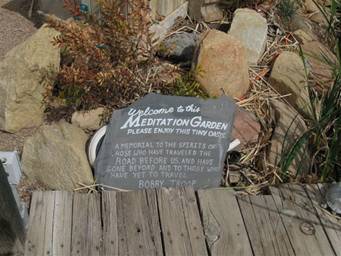 Welcome to this
MEDITATION GARDEN
PLEASE ENJOY THIS TINY OASIS
A MEMORIAL TO THE SPIRITS OF
THOSE WHO HAVE TRAVELED THE
ROAD BEFORE US, AND HAVE
GONE BEYOND AND TO THOSE WHO
HAVE YET TO TRAVEL.
BOBBY TROUP